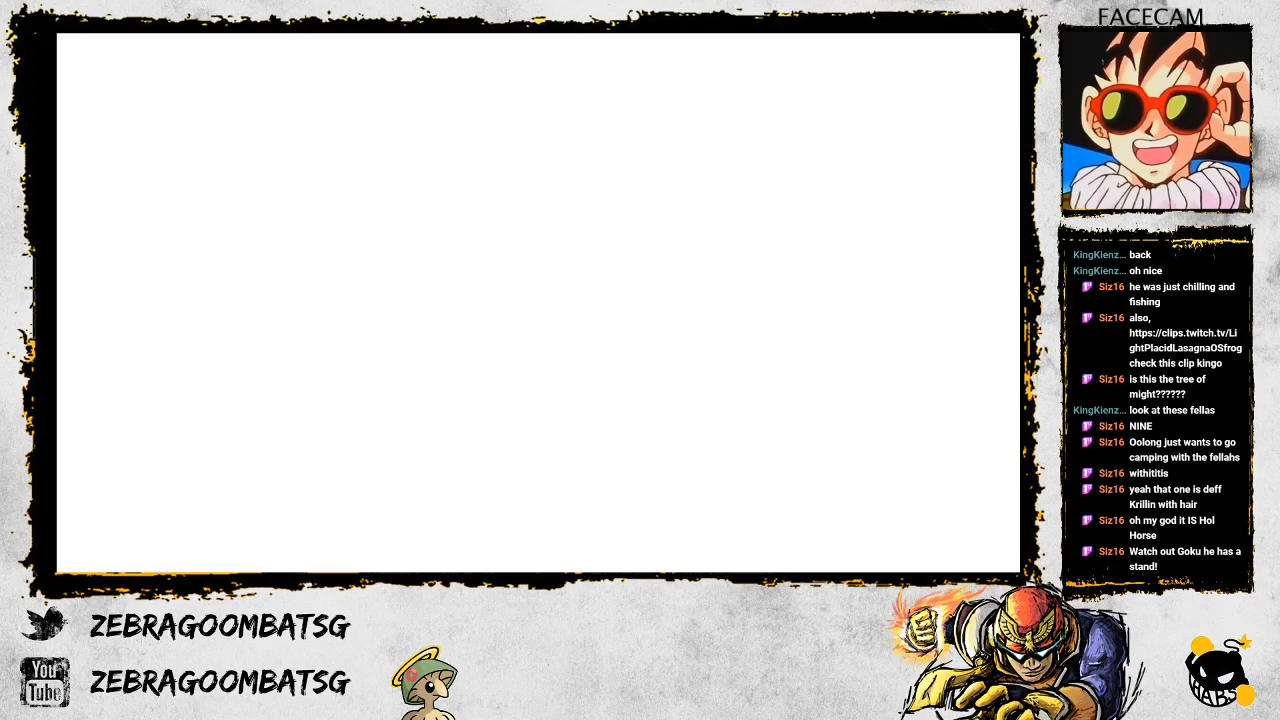 FACECAM
KingKienz... back
KingKienz... oh nice
Siz16 he was just chilling and
fishing
Siz16 also,
https://clips.twitch.tv/Li
ghtPlacidLasagnaOSfrog
check this clip kingo
Siz16 is this the tree of
might??????
KingKienz... look at these fellas
Siz16 NINE
Siz16 Oolong just wants to go
camping with the fellahs
Siz16 withititis
Siz16 yeah that one is deff
Krillin with hair
Siz16 oh my god it IS Hol
Horse
Siz16 Watch out Goku he has a
stand!
ZEBRAGOOMBATSG
You
Tube
ZEBRAGOOMBATSG
HABS